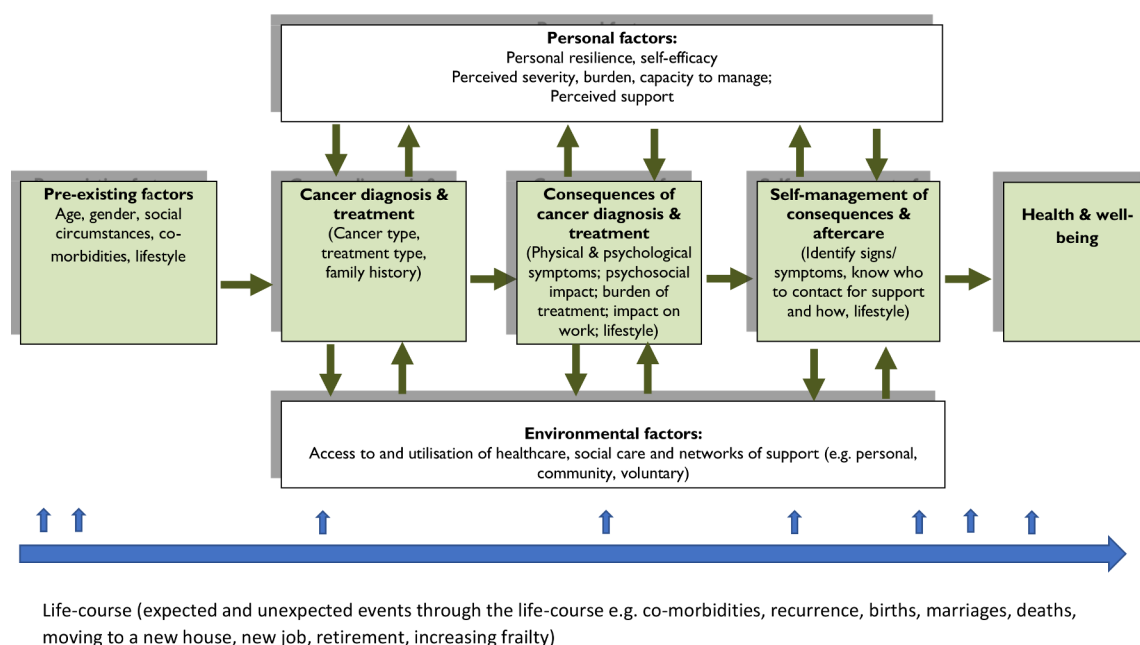 Personal factors:
Personal resilience, self-efficacy
Perceived severity, burden, capacity to manage;
Perceived support
Pre-existing factors
Age, gender, social
circumstances, co-
morbidities, lifestyle
Cancer diagnosis &
treatment
(Cancer type,
treatment type,
family history)
Consequences of
cancer diagnosis &
treatment
(Physical & psychological
symptoms; psychosocial
impact; burden of
treatment; impact on
work; lifestyle)
Self-management of
consequences &
aftercare
(Identify signs/
symptoms, know who
to contact for support
and how, lifestyle)
Health & well-
being
Environmental factors:
Access to and utilisation of healthcare, social care and networks of support (e.g. personal,
community, voluntary)
Life-course (expected and unexpected events through the life-course e.g. co-morbidities, recurrence, births, marriages, deaths,
moving to a new house, new job, retirement, increasing frailty)